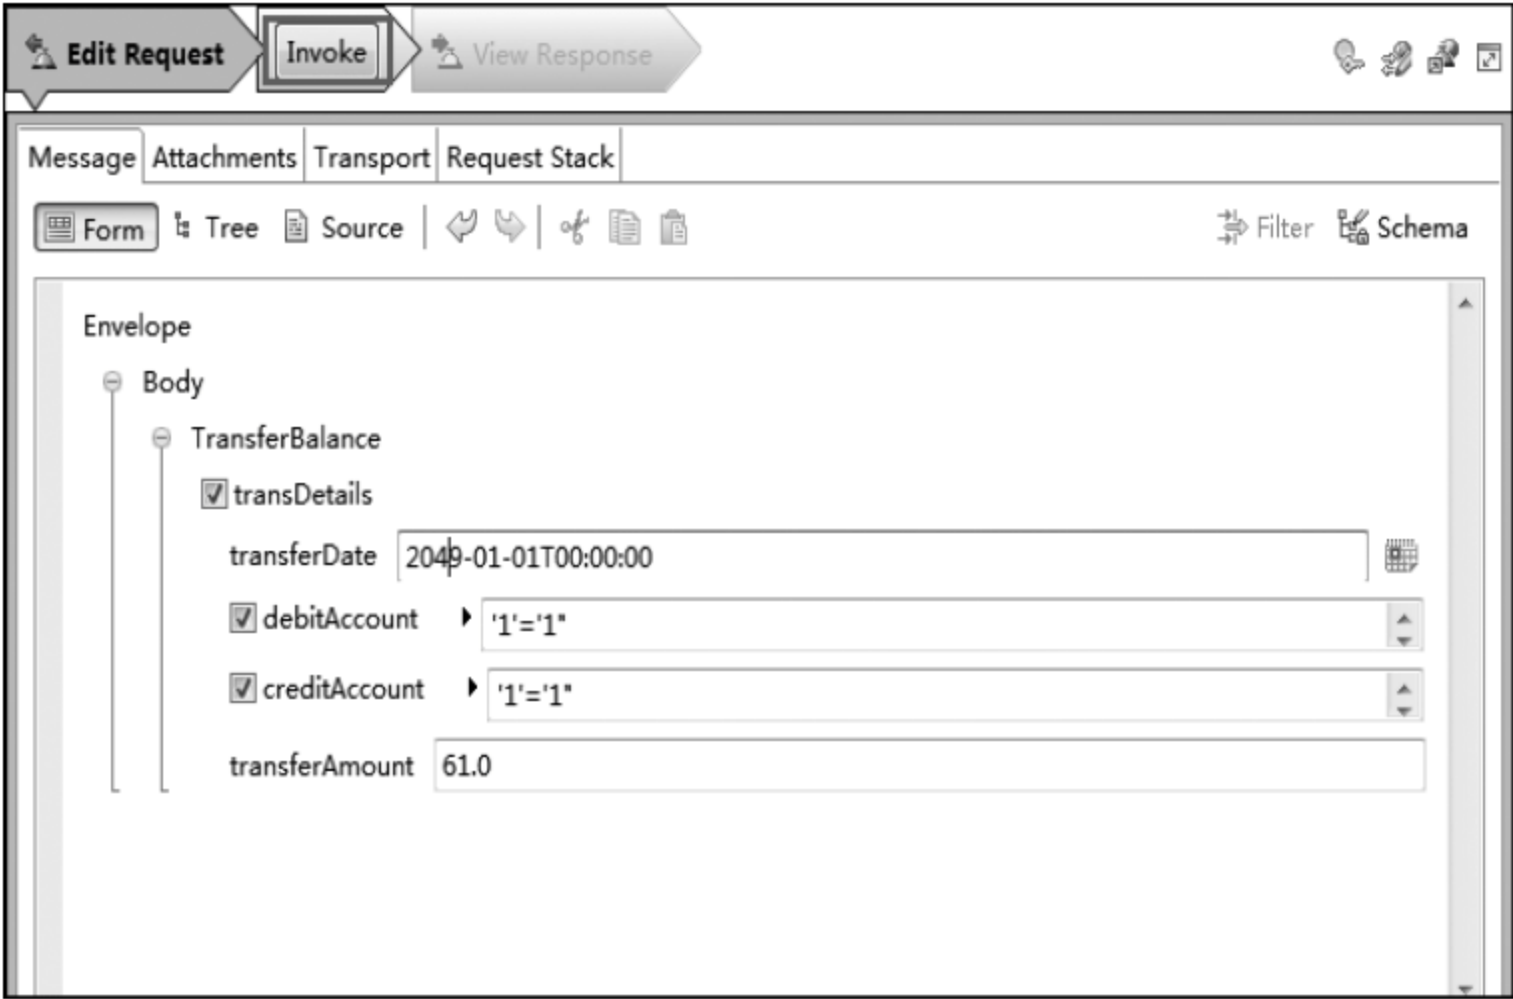 Edit Request Invoke View Response
Message Attachments Transport Request Stack
Form Tree Source Filter Schema
Envelope
Body
TransferBalance
transDetails
transferDate 2049-01-01T00:00:00
debitAccount '1'='1"
creditAccount '1'='1"
transferAmount 61.0